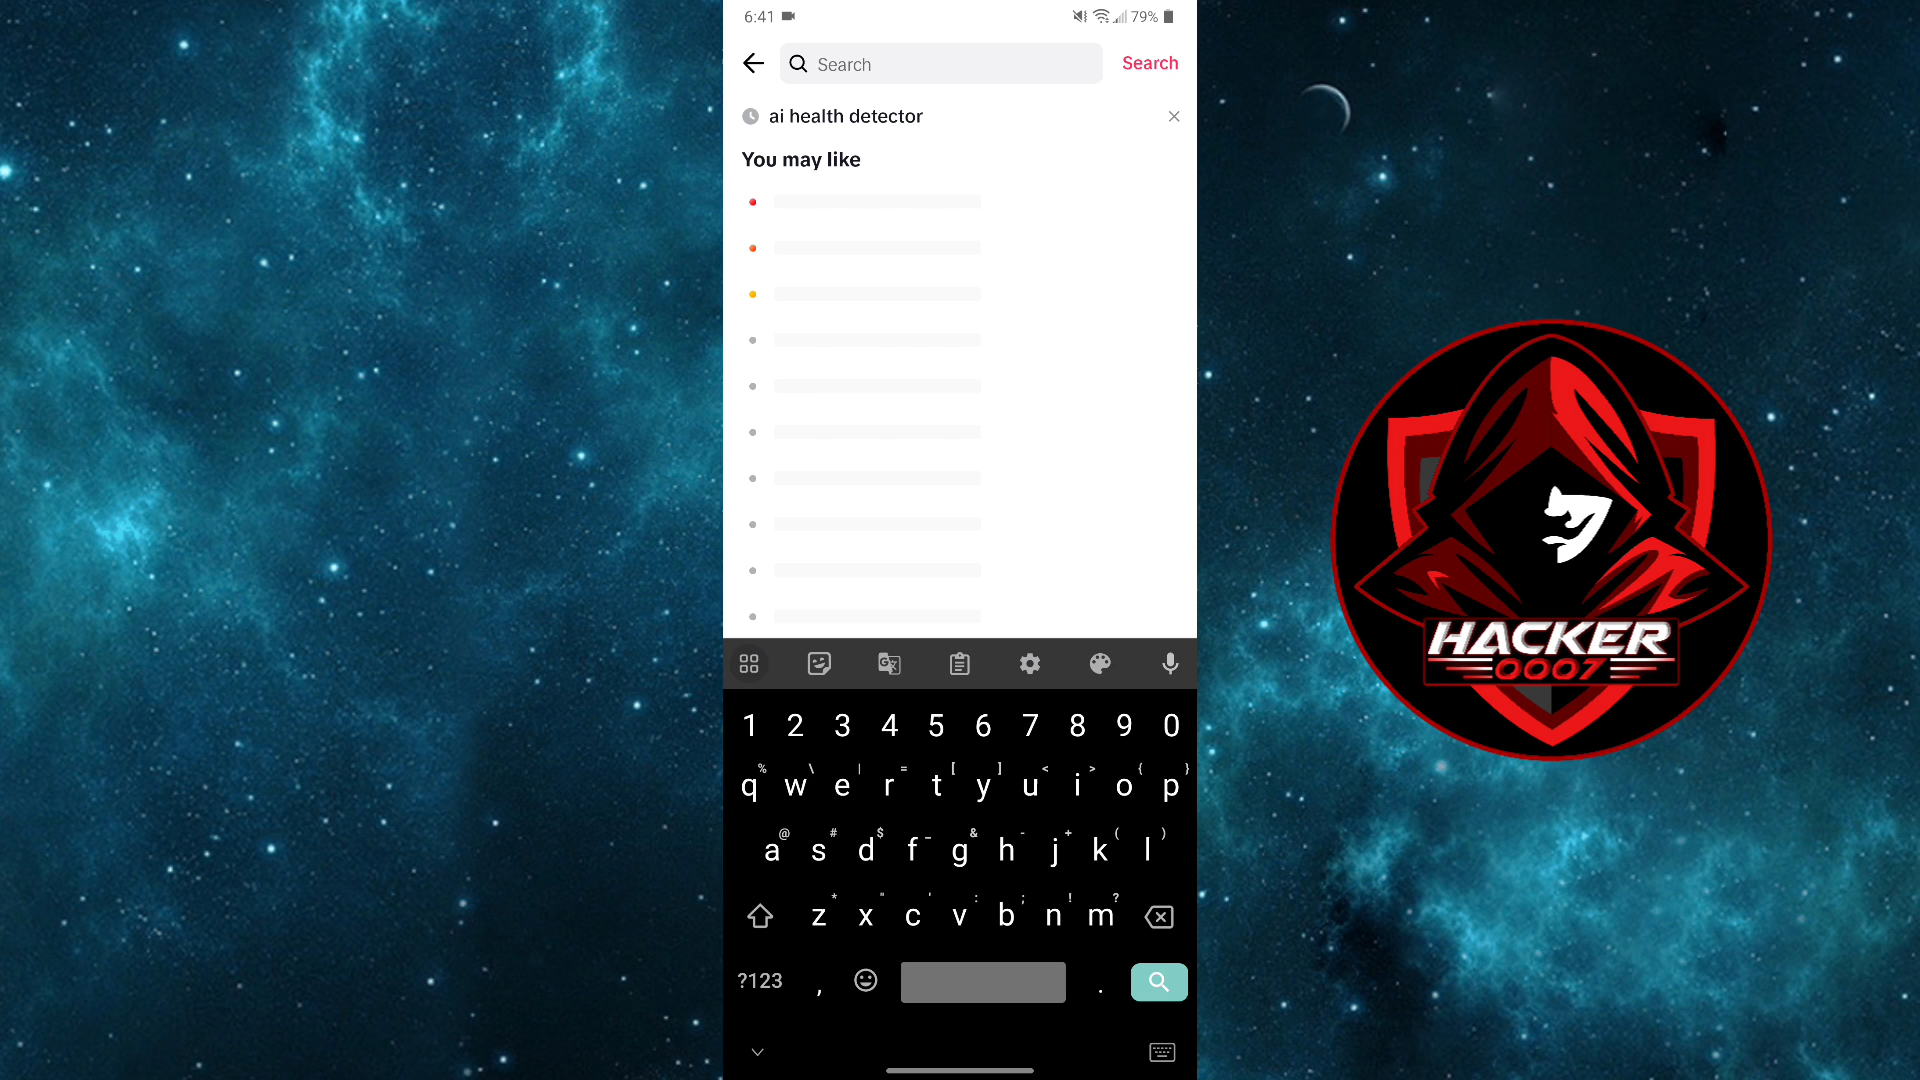 6:41
79%
Search
Search
ai health detector
You may like
1 2 3 4 5 6 7 8 9 0
% \ | = [ ] < > { }
q w e r t y u i o p
@ # $ _ & - + ( )
a s d f g h j k l
* " ' : ; ! ?
z x c v b n m
?123 , .
HACKER
0007